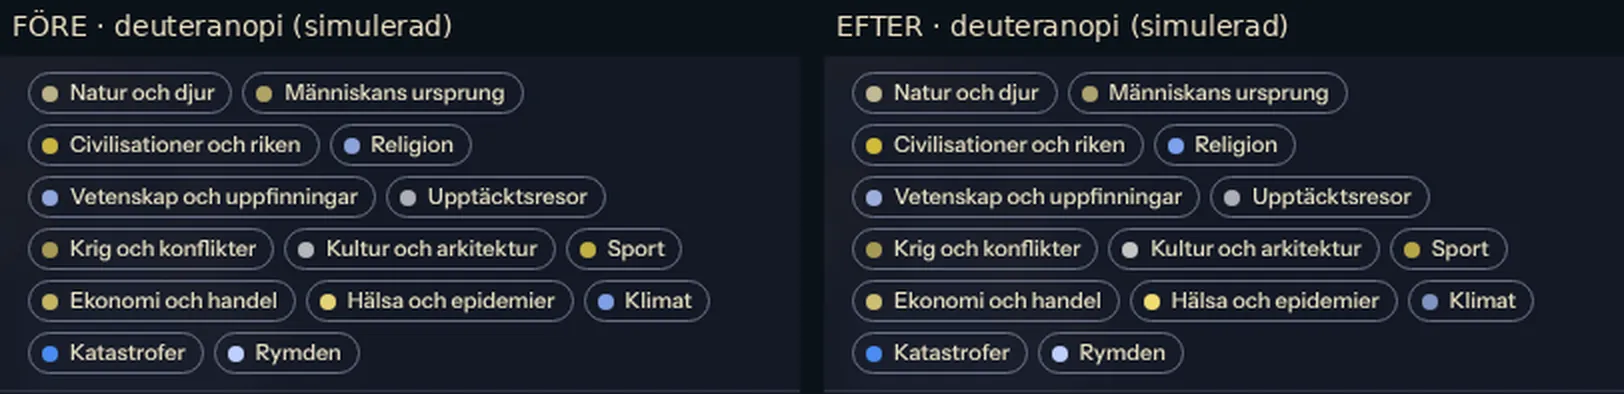 FÖRE · deuteranopi (simulerad)
Natur och djur Människans ursprung
Civilisationer och riken Religion
Vetenskap och uppfinningar Upptäcktsresor
Krig och konflikter Kultur och arkitektur Sport
Ekonomi och handel Hälsa och epidemier Klimat
Katastrofer Rymden
EFTER · deuteranopi (simulerad)
Natur och djur Människans ursprung
Civilisationer och riken Religion
Vetenskap och uppfinningar Upptäcktsresor
Krig och konflikter Kultur och arkitektur Sport
Ekonomi och handel Hälsa och epidemier Klimat
Katastrofer Rymden